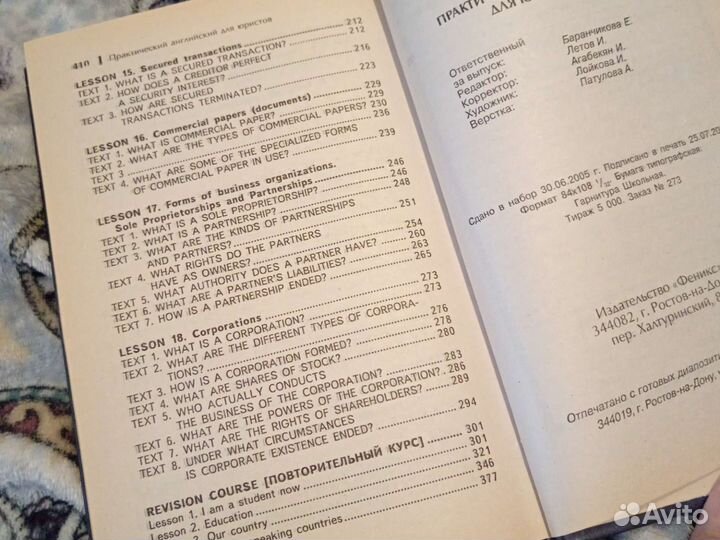 410 | Практический английский для юристов
LESSON 15. Secured transactions 212
TEXT 1. WHAT IS A SECURED TRANSACTION? 212
TEXT 2. HOW DOES A CREDITOR PERFECT
A SECURITY INTEREST? 216
TEXT 3. HOW ARE SECURED
TRANSACTIONS TERMINATED? 223
LESSON 16. Commercial papers (documents) 229
TEXT 1. WHAT IS COMMERCIAL PAPER? 229
TEXT 2. WHAT ARE THE TYPES OF COMMERCIAL PAPERS? 230
TEXT 3 236
TEXT 4. WHAT ARE SOME OF THE SPECIALIZED FORMS
OF COMMERCIAL PAPER IN USE? 239
LESSON 17. Forms of business organizations.
Sole Proprietorships and Partnerships 246
TEXT 1. WHAT IS A SOLE PROPRIETORSHIP? 246
TEXT 2. WHAT IS A PARTNERSHIP? 248
TEXT 3. WHAT ARE THE KINDS OF PARTNERSHIPS
AND PARTNERS? 251
TEXT 4. WHAT RIGHTS DO THE PARTNERS
HAVE AS OWNERS? 254
TEXT 5. WHAT AUTHORITY DOES A PARTNER HAVE? 260
TEXT 6. WHAT ARE A PARTNER'S LIABILITIES? 263
TEXT 7. HOW IS A PARTNERSHIP ENDED? 265
LESSON 18. Corporations 273
TEXT 1. WHAT IS A CORPORATION? 273
TEXT 2. WHAT ARE THE DIFFERENT TYPES OF CORPORA-
TIONS? 276
TEXT 3. HOW IS A CORPORATION FORMED? 278
TEXT 4. WHAT ARE SHARES OF STOCK? 280
TEXT 5. WHO ACTUALLY CONDUCTS
THE BUSINESS OF THE CORPORATION? 283
TEXT 6. WHAT ARE THE POWERS OF THE CORPORATION? 286
TEXT 7. WHAT ARE THE RIGHTS OF SHAREHOLDERS? 289
TEXT 8. UNDER WHAT CIRCUMSTANCES
IS CORPORATE EXISTENCE ENDED? 294
REVISION COURSE [ПОВТОРИТЕЛЬНЫЙ КУРС] 301
Lesson 1. I am a student now 321
Lesson 2. Education 346
3. Our country 377
speaking countries
ПРАКТИ
ДЛЯ Ю
Ответственный
за выпуск: Баранчикова Е.
Редактор: Летов И.
Корректор: Агабекян И.
Художник: Лойкова И.
Верстка: Патулова А.
Сдано в набор 30.06.2005 г. Подписано в печать 25.07.20
Формат 84х108 1/32. Бумага типографская.
Гарнитура Школьная.
Тираж 5 000. Заказ № 273
Издательство «Феникс
344082, г. Ростов-на-До
пер. Халтуринский,
Отпечатано с готовых диапозити
344019, г. Ростов-на-Дону,
Avito